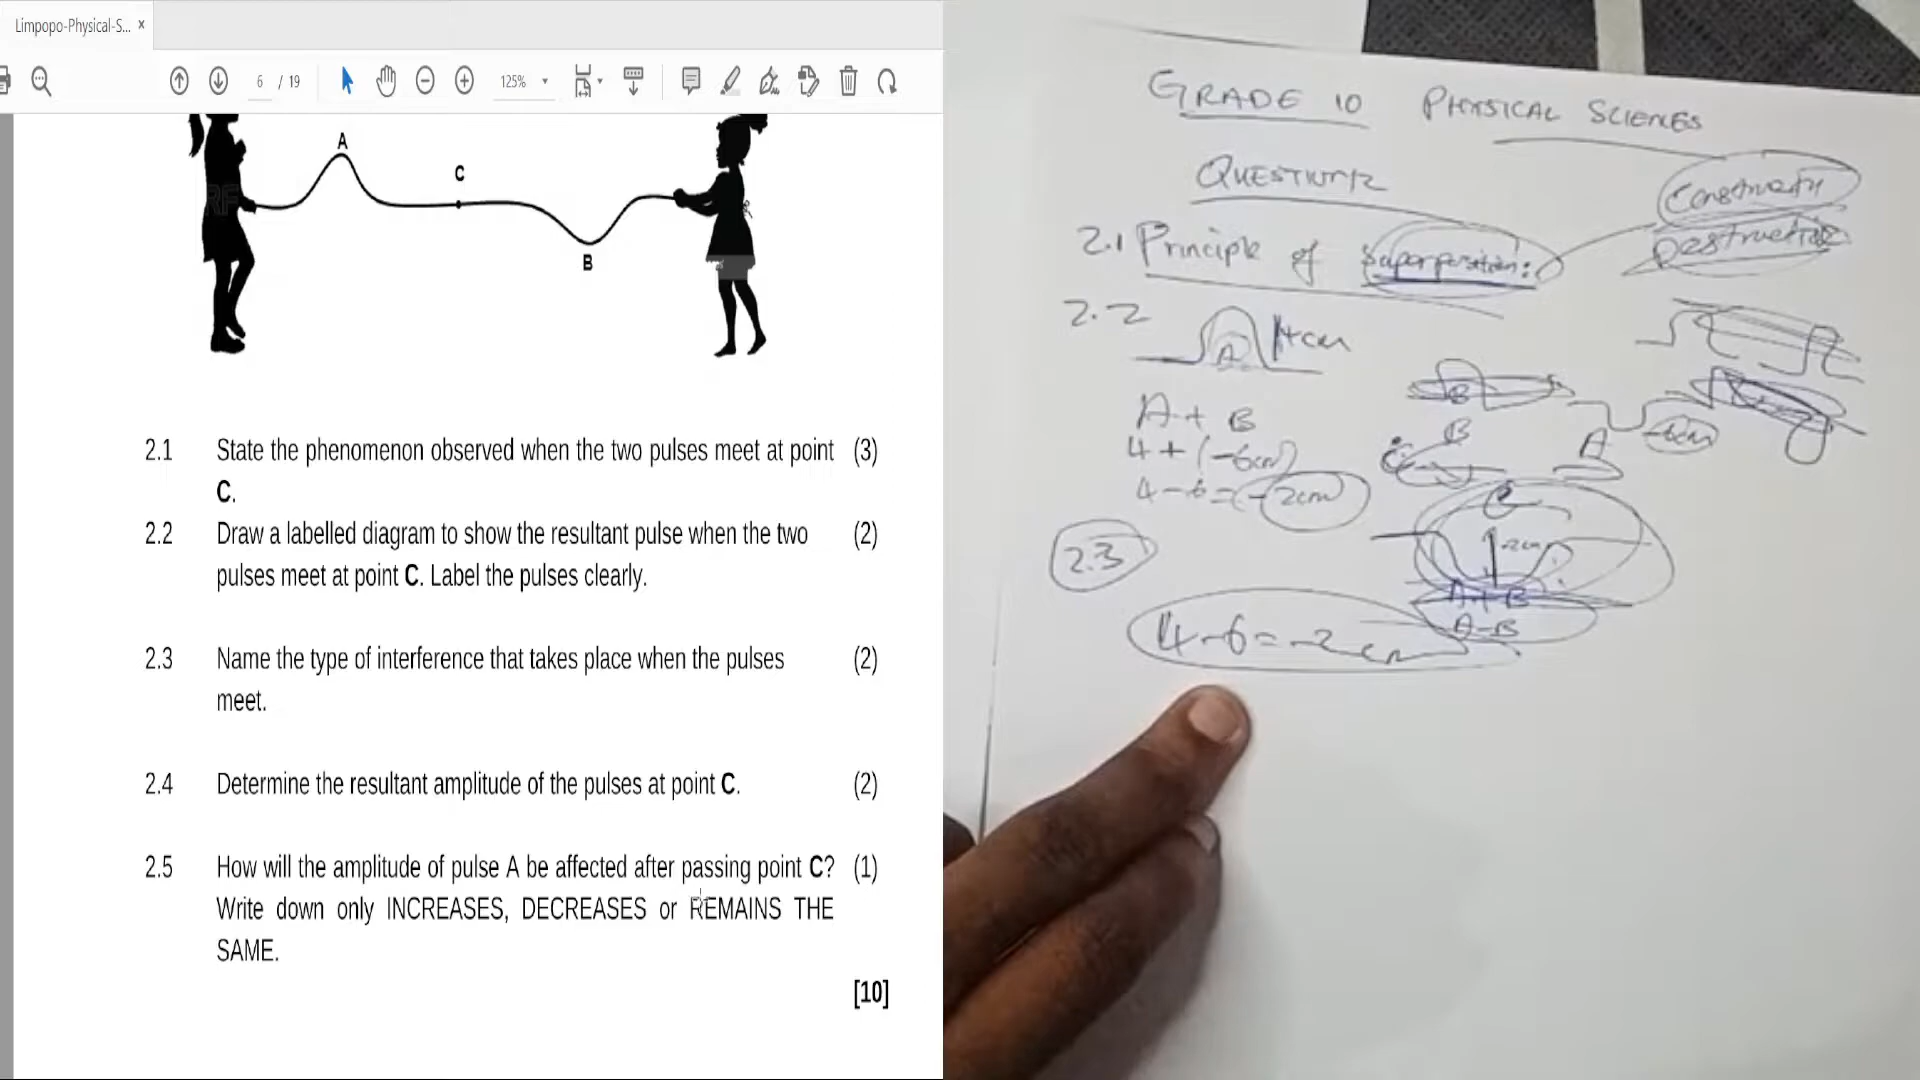 Limpopo-Physical-S... x
6 / 19
125%
A
C
B
RF
2.1 State the phenomenon observed when the two pulses meet at point (3)
C.
2.2 Draw a labelled diagram to show the resultant pulse when the two (2)
pulses meet at point C. Label the pulses clearly.
2.3 Name the type of interference that takes place when the pulses (2)
meet.
2.4 Determine the resultant amplitude of the pulses at point C. (2)
2.5 How will the amplitude of pulse A be affected after passing point C? (1)
Write down only INCREASES, DECREASES or REMAINS THE
SAME.
[10]
GRADE 10 PHYSICAL SCIENCES
2.1 Principle of
Destructive
2.2
A
4cm
B
A + B
4 + (-6cm)
4 - 6 = -2cm
B
A
-6cm
2.3
-2cm
A + B
A - B
4 - 6 = -2cm